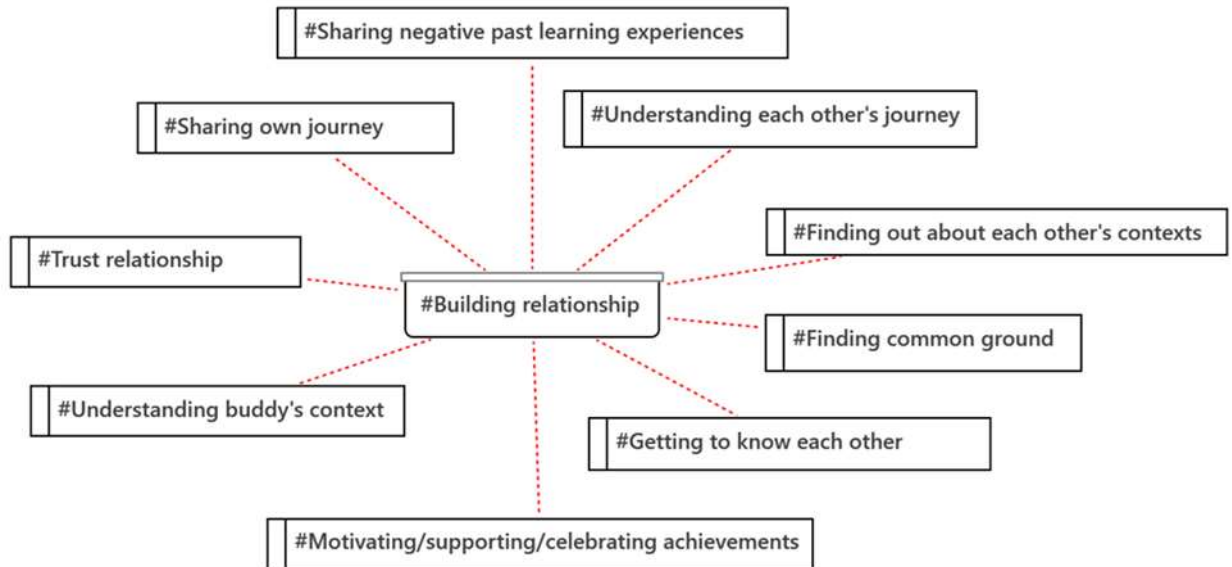 #Sharing negative past learning experiences
#Sharing own journey
#Understanding each other's journey
#Trust relationship
#Finding out about each other's contexts
#Building relationship
#Finding common ground
#Understanding buddy's context
#Getting to know each other
#Motivating/supporting/celebrating achievements